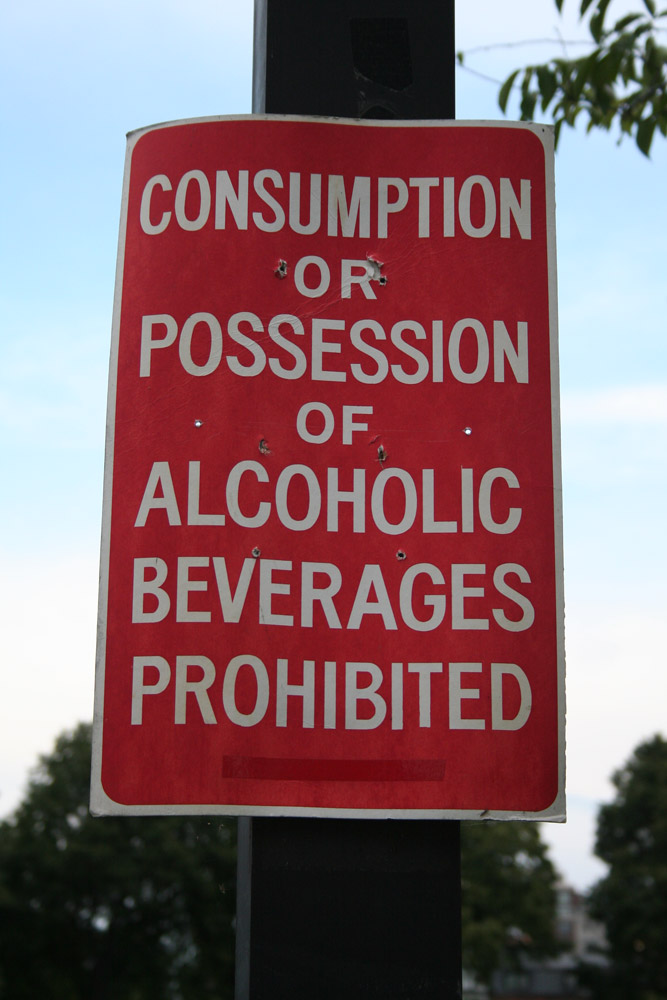 CONSUMPTION
OR
POSSESSION
OF
ALCOHOLIC
BEVERAGES
PROHIBITED